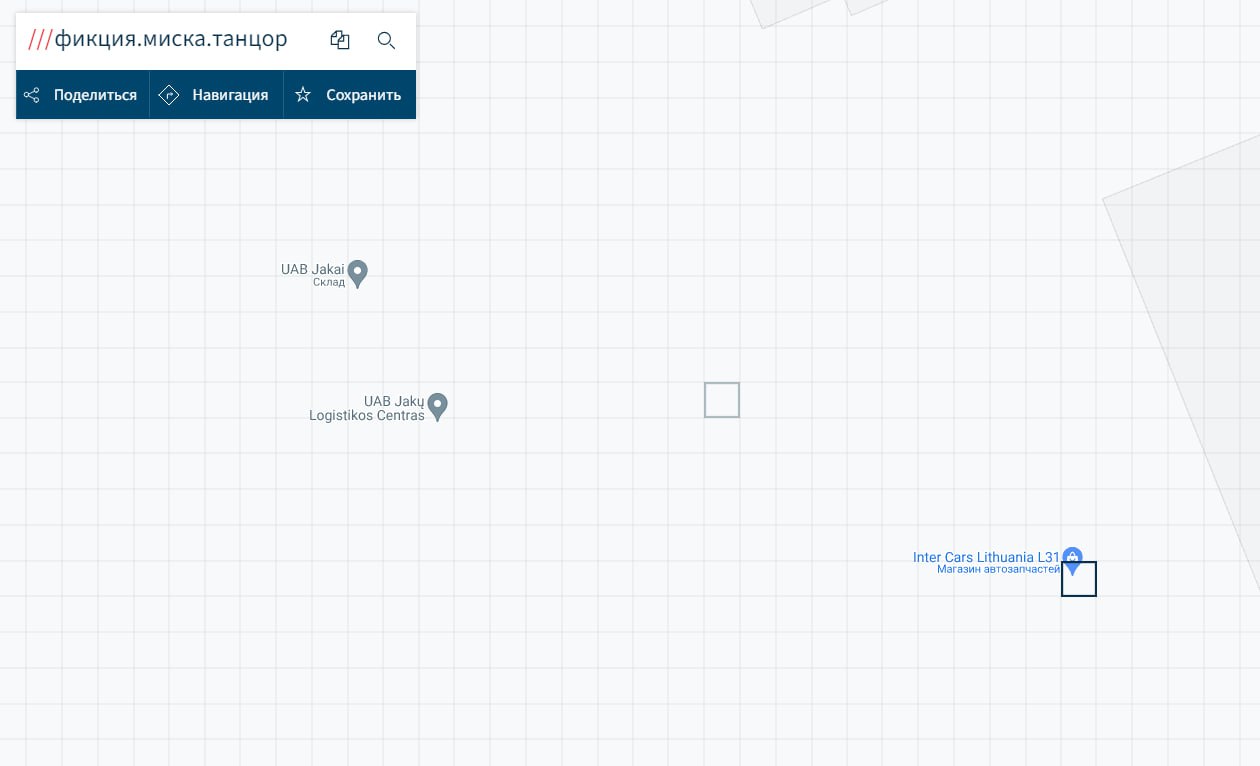 ///фикция.миска.танцор
Поделиться Навигация Сохранить
UAB Jakai
Склад
UAB Jakų
Logistikos Centras
Inter Cars Lithuania L31
Магазин автозапчастей